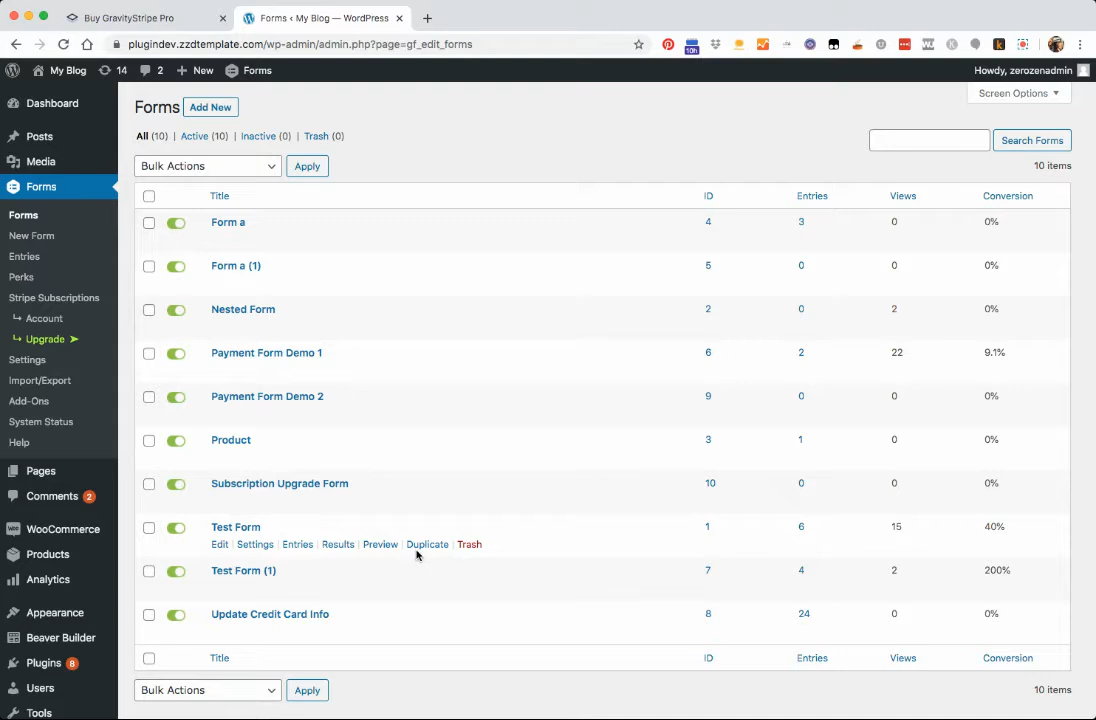 Buy GravityStripe Pro
Forms ‹ My Blog — WordPress
plugindev.zzdtemplate.com/wp-admin/admin.php?page=gf_edit_forms
10h
My Blog 14 2 New Forms
Howdy, zerozenadmin
Dashboard
Posts
Media
Forms
Forms
New Form
Entries
Perks
Stripe Subscriptions
Account
Upgrade
Settings
Import/Export
Add-Ons
System Status
Help
Pages
Comments 2
WooCommerce
Products
Analytics
Appearance
Beaver Builder
Plugins 8
Users
Tools
Forms Add New
Screen Options
All (10) | Active (10) | Inactive (0) | Trash (0)
Search Forms
Bulk Actions Apply
10 items
Title ID Entries Views Conversion
Form a 4 3 0 0%
Form a (1) 5 0 0 0%
Nested Form 2 0 2 0%
Payment Form Demo 1 6 2 22 9.1%
Payment Form Demo 2 9 0 0 0%
Product 3 1 0 0%
Subscription Upgrade Form 10 0 0 0%
Test Form 1 6 15 40%
Edit | Settings | Entries | Results | Preview | Duplicate | Trash
Test Form (1) 7 4 2 200%
Update Credit Card Info 8 24 0 0%
Title ID Entries Views Conversion
Bulk Actions Apply
10 items